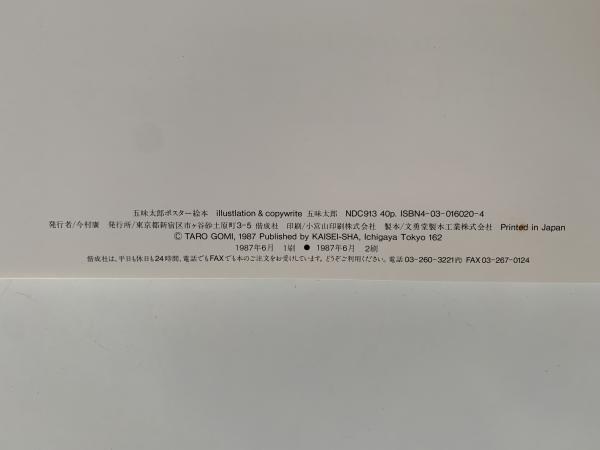 五味太郎ポスター絵本 illustlation & copywrite 五味太郎 NDC913 40p. ISBN4-03-016020-4
発行者/今村廣 発行所/東京都新宿区市ヶ谷砂土原町3-5 偕成社 印刷/小宮山印刷株式会社 製本/文勇堂製本工業株式会社 Printed in Japan
© TARO GOMI, 1987 Published by KAISEI-SHA, Ichigaya Tokyo 162
1987年6月 1刷 ● 1987年6月 2刷
偕成社は、平日も休日も24時間、電話でもFAXでも本のご注文をお受けしています。どうぞご利用ください。電話 03-260-3221㈹ FAX 03-267-0124